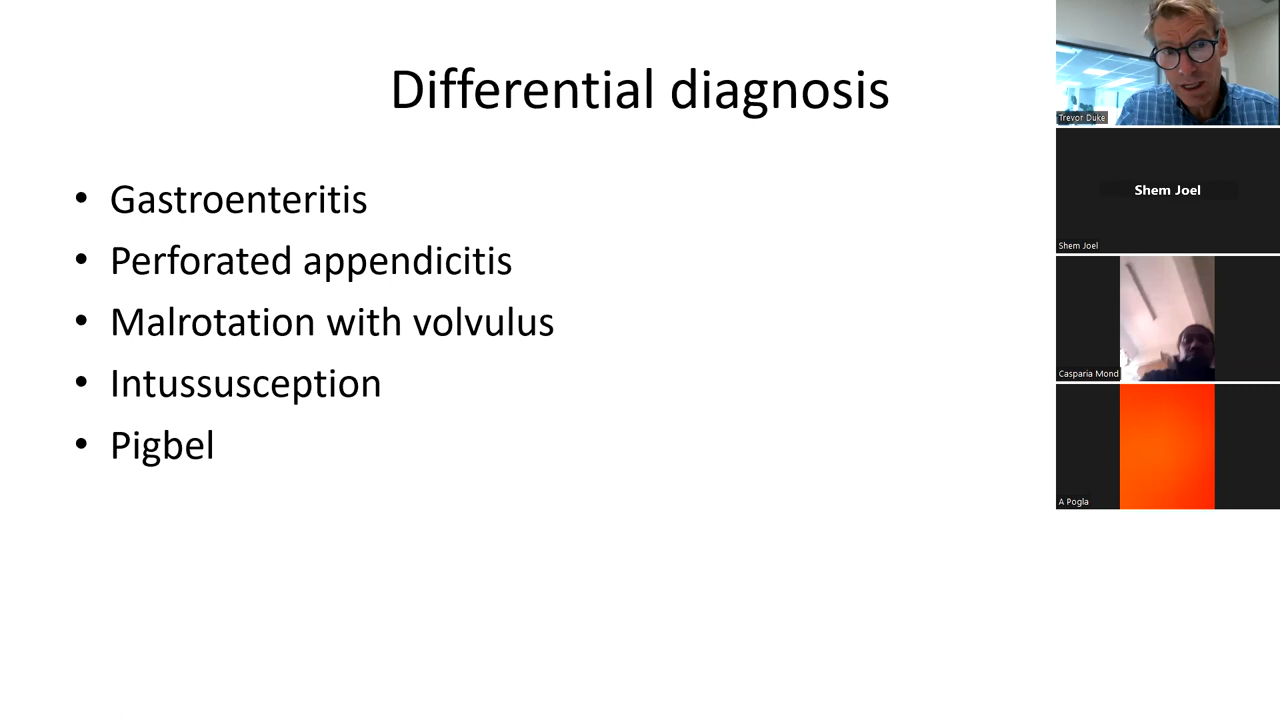 Differential diagnosis
• Gastroenteritis
• Perforated appendicitis
• Malrotation with volvulus
• Intussusception
• Pigbel
Trevor Duke
Shem Joel
Shem Joel
Casparia Mond
A Pogla